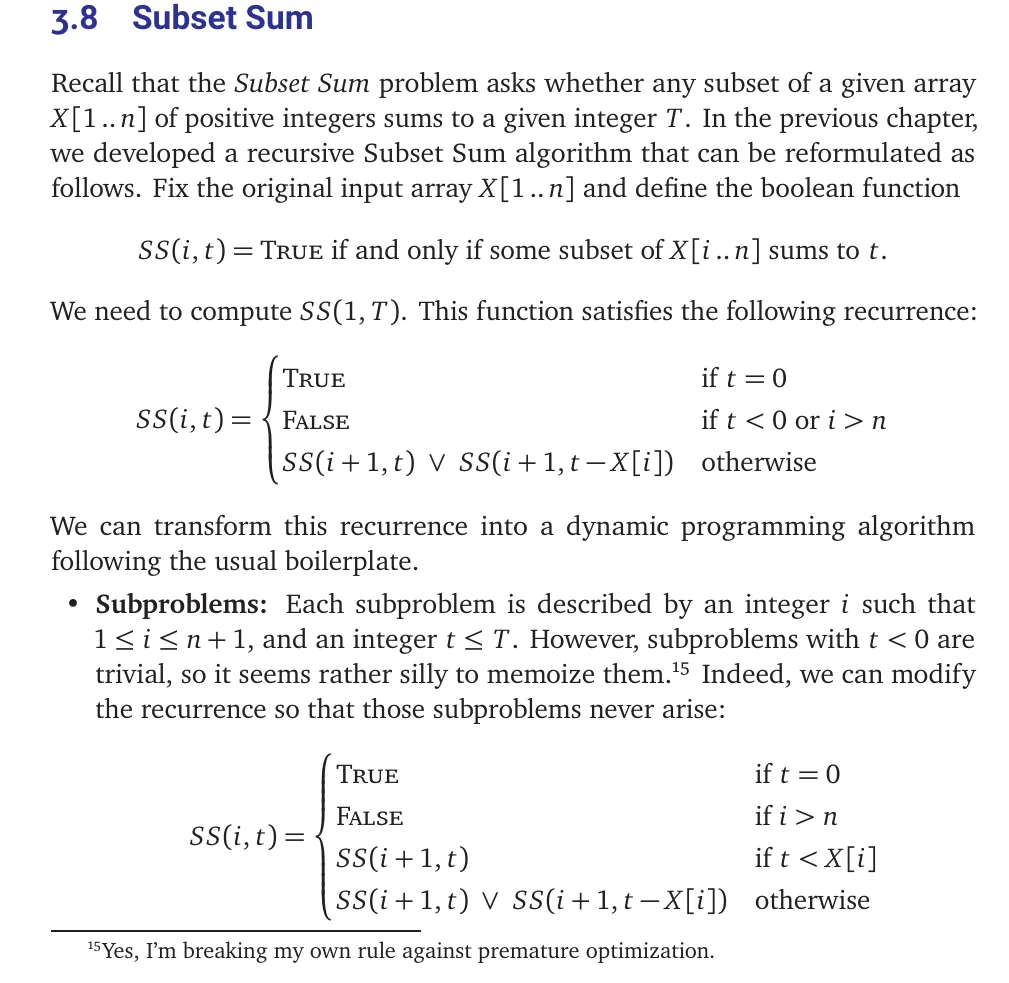 3.8 Subset Sum
Recall that the Subset Sum problem asks whether any subset of a given array
X[1 .. n] of positive integers sums to a given integer T. In the previous chapter,
we developed a recursive Subset Sum algorithm that can be reformulated as
follows. Fix the original input array X[1 .. n] and define the boolean function
SS(i, t) = TRUE if and only if some subset of X[i .. n] sums to t.
We need to compute SS(1, T). This function satisfies the following recurrence:
SS(i, t) = {
TRUE if t = 0
FALSE if t < 0 or i > n
SS(i + 1, t) ∨ SS(i + 1, t − X[i]) otherwise
We can transform this recurrence into a dynamic programming algorithm
following the usual boilerplate.
• Subproblems: Each subproblem is described by an integer i such that
1 ≤ i ≤ n + 1, and an integer t ≤ T. However, subproblems with t < 0 are
trivial, so it seems rather silly to memoize them.¹⁵ Indeed, we can modify
the recurrence so that those subproblems never arise:
SS(i, t) = {
TRUE if t = 0
FALSE if i > n
SS(i + 1, t) if t < X[i]
SS(i + 1, t) ∨ SS(i + 1, t − X[i]) otherwise
¹⁵Yes, I’m breaking my own rule against premature optimization.